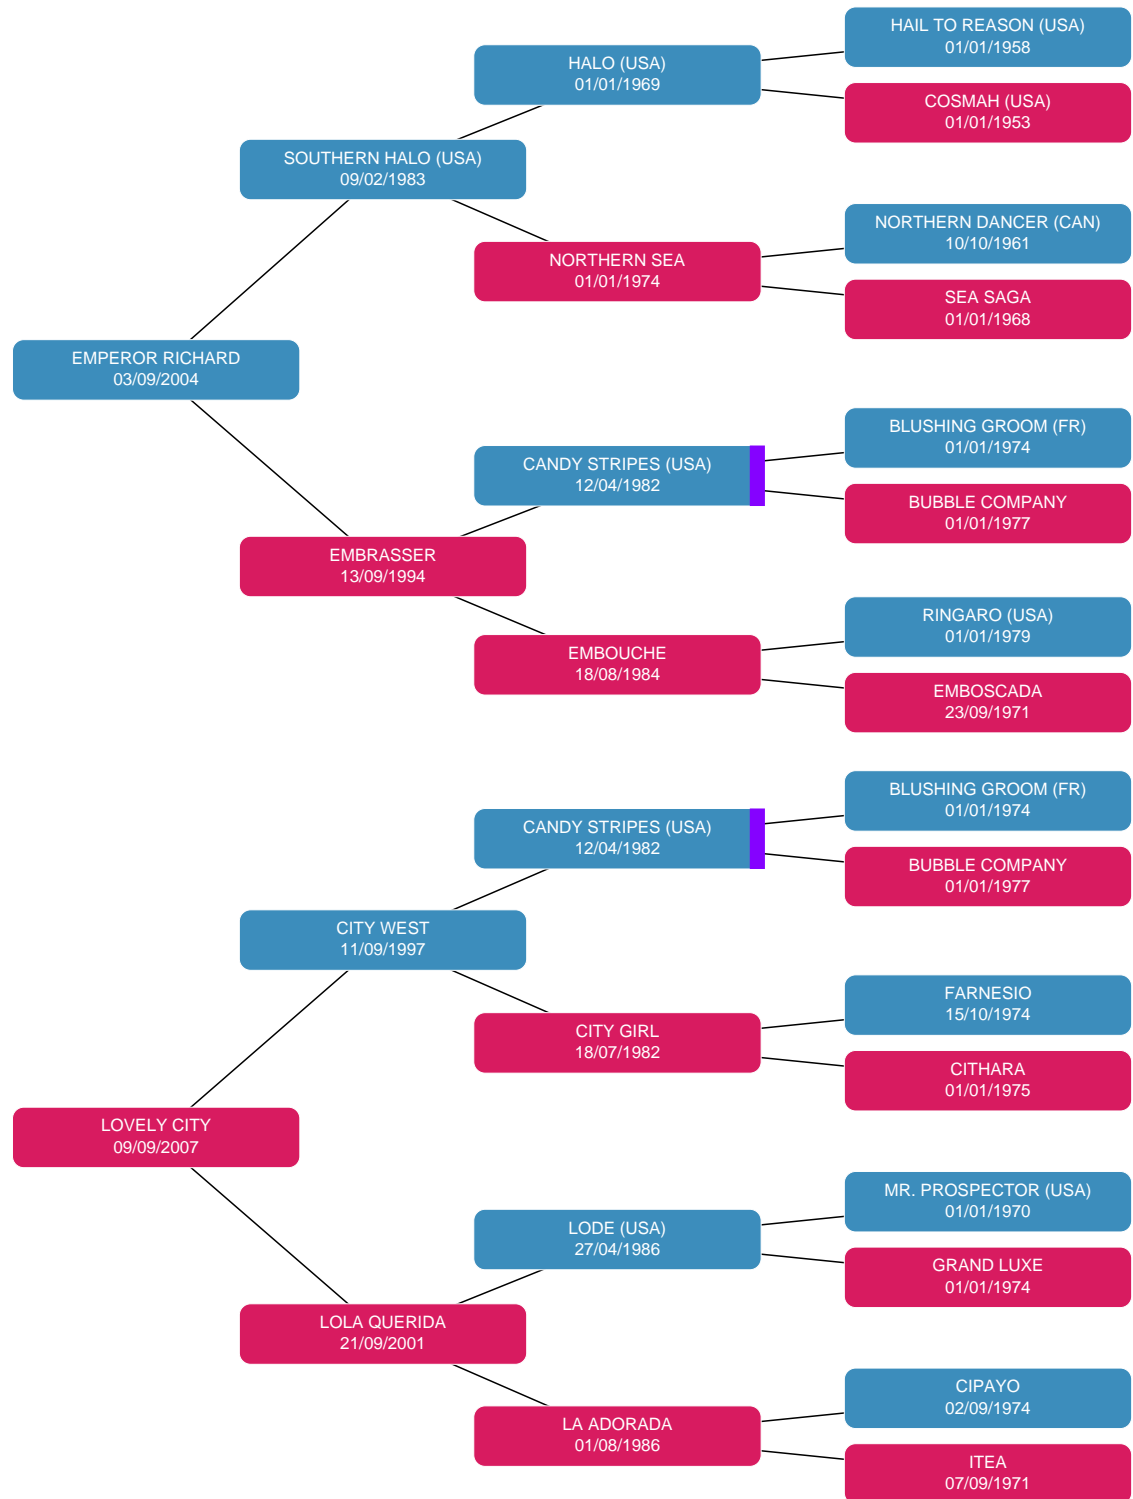 HAIL TO REASON (USA)
01/01/1958
HALO (USA)
01/01/1969
COSMAH (USA)
01/01/1953
SOUTHERN HALO (USA)
09/02/1983
NORTHERN DANCER (CAN)
10/10/1961
NORTHERN SEA
01/01/1974
SEA SAGA
01/01/1968
EMPEROR RICHARD
03/09/2004
BLUSHING GROOM (FR)
01/01/1974
CANDY STRIPES (USA)
12/04/1982
BUBBLE COMPANY
01/01/1977
EMBRASSER
13/09/1994
RINGARO (USA)
01/01/1979
EMBOUCHE
18/08/1984
EMBOSCADA
23/09/1971
BLUSHING GROOM (FR)
01/01/1974
CANDY STRIPES (USA)
12/04/1982
BUBBLE COMPANY
01/01/1977
CITY WEST
11/09/1997
FARNESIO
15/10/1974
CITY GIRL
18/07/1982
CITHARA
01/01/1975
LOVELY CITY
09/09/2007
MR. PROSPECTOR (USA)
01/01/1970
LODE (USA)
27/04/1986
GRAND LUXE
01/01/1974
LOLA QUERIDA
21/09/2001
CIPAYO
02/09/1974
LA ADORADA
01/08/1986
ITEA
07/09/1971